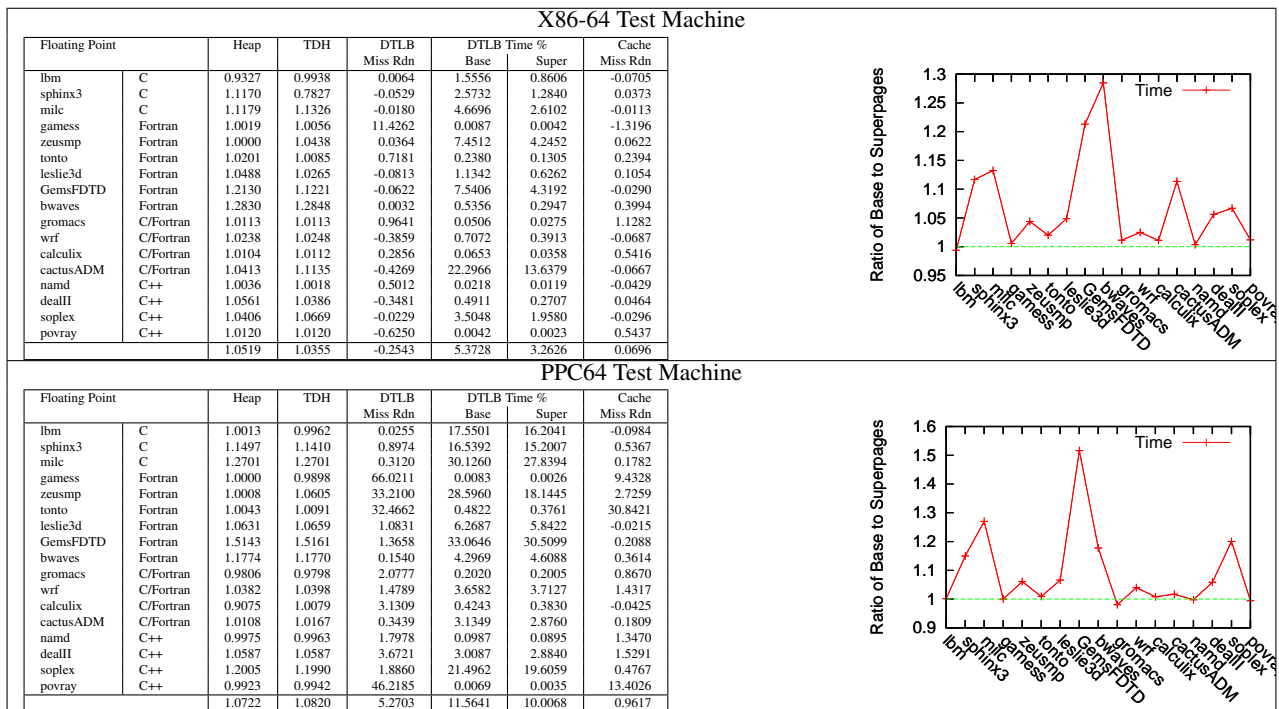 X86-64 Test Machine
Floating Point Heap TDH DTLB DTLB Time % Cache
Miss Rdn Base Super Miss Rdn
lbm C 0.9327 0.9938 0.0064 1.5556 0.8606 -0.0705
sphinx3 C 1.1170 0.7827 -0.0529 2.5732 1.2840 0.0373
milc C 1.1179 1.1326 -0.0180 4.6696 2.6102 -0.0113
gamess Fortran 1.0019 1.0056 11.4262 0.0087 0.0042 -1.3196
zeusmp Fortran 1.0000 1.0438 0.0364 7.4512 4.2452 0.0622
tonto Fortran 1.0201 1.0085 0.7181 0.2380 0.1305 0.2394
leslie3d Fortran 1.0488 1.0265 -0.0813 1.1342 0.6262 0.1054
GemsFDTD Fortran 1.2130 1.1221 -0.0622 7.5406 4.3192 -0.0290
bwaves Fortran 1.2830 1.2848 0.0032 0.5356 0.2947 0.3994
gromacs C/Fortran 1.0113 1.0113 0.9641 0.0506 0.0275 1.1282
wrf C/Fortran 1.0238 1.0248 -0.3859 0.7072 0.3913 -0.0687
calculix C/Fortran 1.0104 1.0112 0.2856 0.0653 0.0358 0.5416
cactusADM C/Fortran 1.0413 1.1135 -0.4269 22.2966 13.6379 -0.0667
namd C++ 1.0036 1.0018 0.5012 0.0218 0.0119 -0.0429
dealII C++ 1.0561 1.0386 -0.3481 0.4911 0.2707 0.0464
soplex C++ 1.0406 1.0669 -0.0229 3.5048 1.9580 -0.0296
povray C++ 1.0120 1.0120 -0.6250 0.0042 0.0023 0.5437
1.0519 1.0355 -0.2543 5.3728 3.2626 0.0696
Ratio of Base to Superpages
1.3
1.25
1.2
1.15
1.1
1.05
1
0.95
Time
lbm
sphinx3
milc
gamess
zeusmp
tonto
leslie3d
GemsFDTD
bwaves
gromacs
wrf
calculix
cactusADM
namd
dealII
soplex
povray
PPC64 Test Machine
Floating Point Heap TDH DTLB DTLB Time % Cache
Miss Rdn Base Super Miss Rdn
lbm C 1.0013 0.9962 0.0255 17.5501 16.2041 -0.0984
sphinx3 C 1.1497 1.1410 0.8974 16.5392 15.2007 0.5367
milc C 1.2701 1.2701 0.3120 30.1260 27.8394 0.1782
gamess Fortran 1.0000 0.9898 66.0211 0.0083 0.0026 9.4328
zeusmp Fortran 1.0008 1.0605 33.2100 28.5960 18.1445 2.7259
tonto Fortran 1.0043 1.0091 32.4662 0.4822 0.3761 30.8421
leslie3d Fortran 1.0631 1.0659 1.0831 6.2687 5.8422 -0.0215
GemsFDTD Fortran 1.5143 1.5161 1.3658 33.0646 30.5099 0.2088
bwaves Fortran 1.1774 1.1770 0.1540 4.2969 4.6088 0.3614
gromacs C/Fortran 0.9806 0.9798 2.0777 0.2020 0.2005 0.8670
wrf C/Fortran 1.0382 1.0398 1.4789 3.6582 3.7127 1.4317
calculix C/Fortran 0.9075 1.0079 3.1309 0.4243 0.3830 -0.0425
cactusADM C/Fortran 1.0108 1.0167 0.3439 3.1349 2.8760 0.1809
namd C++ 0.9975 0.9963 1.7978 0.0987 0.0895 1.3470
dealII C++ 1.0587 1.0587 3.6721 3.0087 2.8840 1.5291
soplex C++ 1.2005 1.1990 1.8860 21.4962 19.6059 0.4767
povray C++ 0.9923 0.9942 46.2185 0.0069 0.0035 13.4026
1.0722 1.0820 5.2703 11.5641 10.0068 0.9617
Ratio of Base to Superpages
1.6
1.5
1.4
1.3
1.2
1.1
1
0.9
Time
lbm
sphinx3
milc
gamess
zeusmp
tonto
leslie3d
GemsFDTD
bwaves
gromacs
wrf
calculix
cactusADM
namd
dealII
soplex
povray